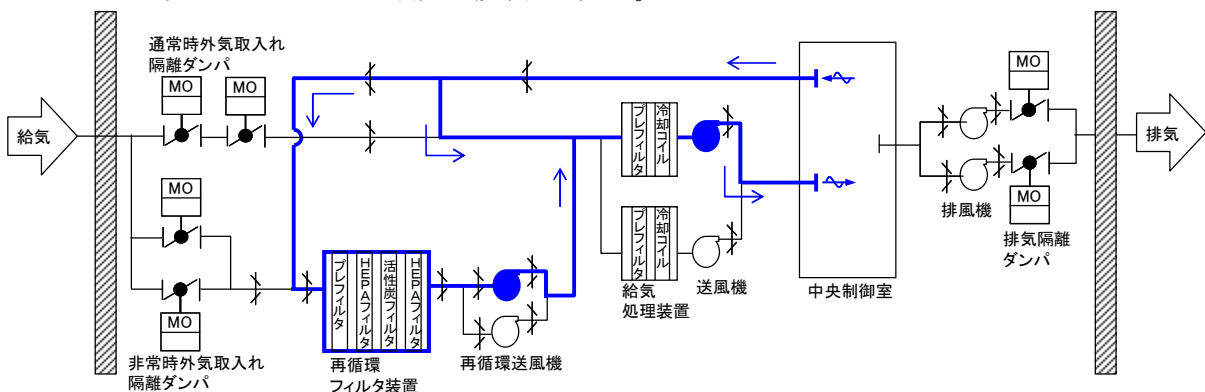 通常時外気取入れ
隔離ダンパ
MO
MO
給気
MO
MO
非常時外気取入れ
隔離ダンパ
プレフィルタ
HEPAフィルタ
活性炭フィルタ
HEPAフィルタ
再循環
フィルタ装置
再循環送風機
プレフィルタ
冷却コイル
プレフィルタ
冷却コイル
給気
処理装置
送風機
中央制御室
MO
MO
排風機
排気隔離
ダンパ
排気